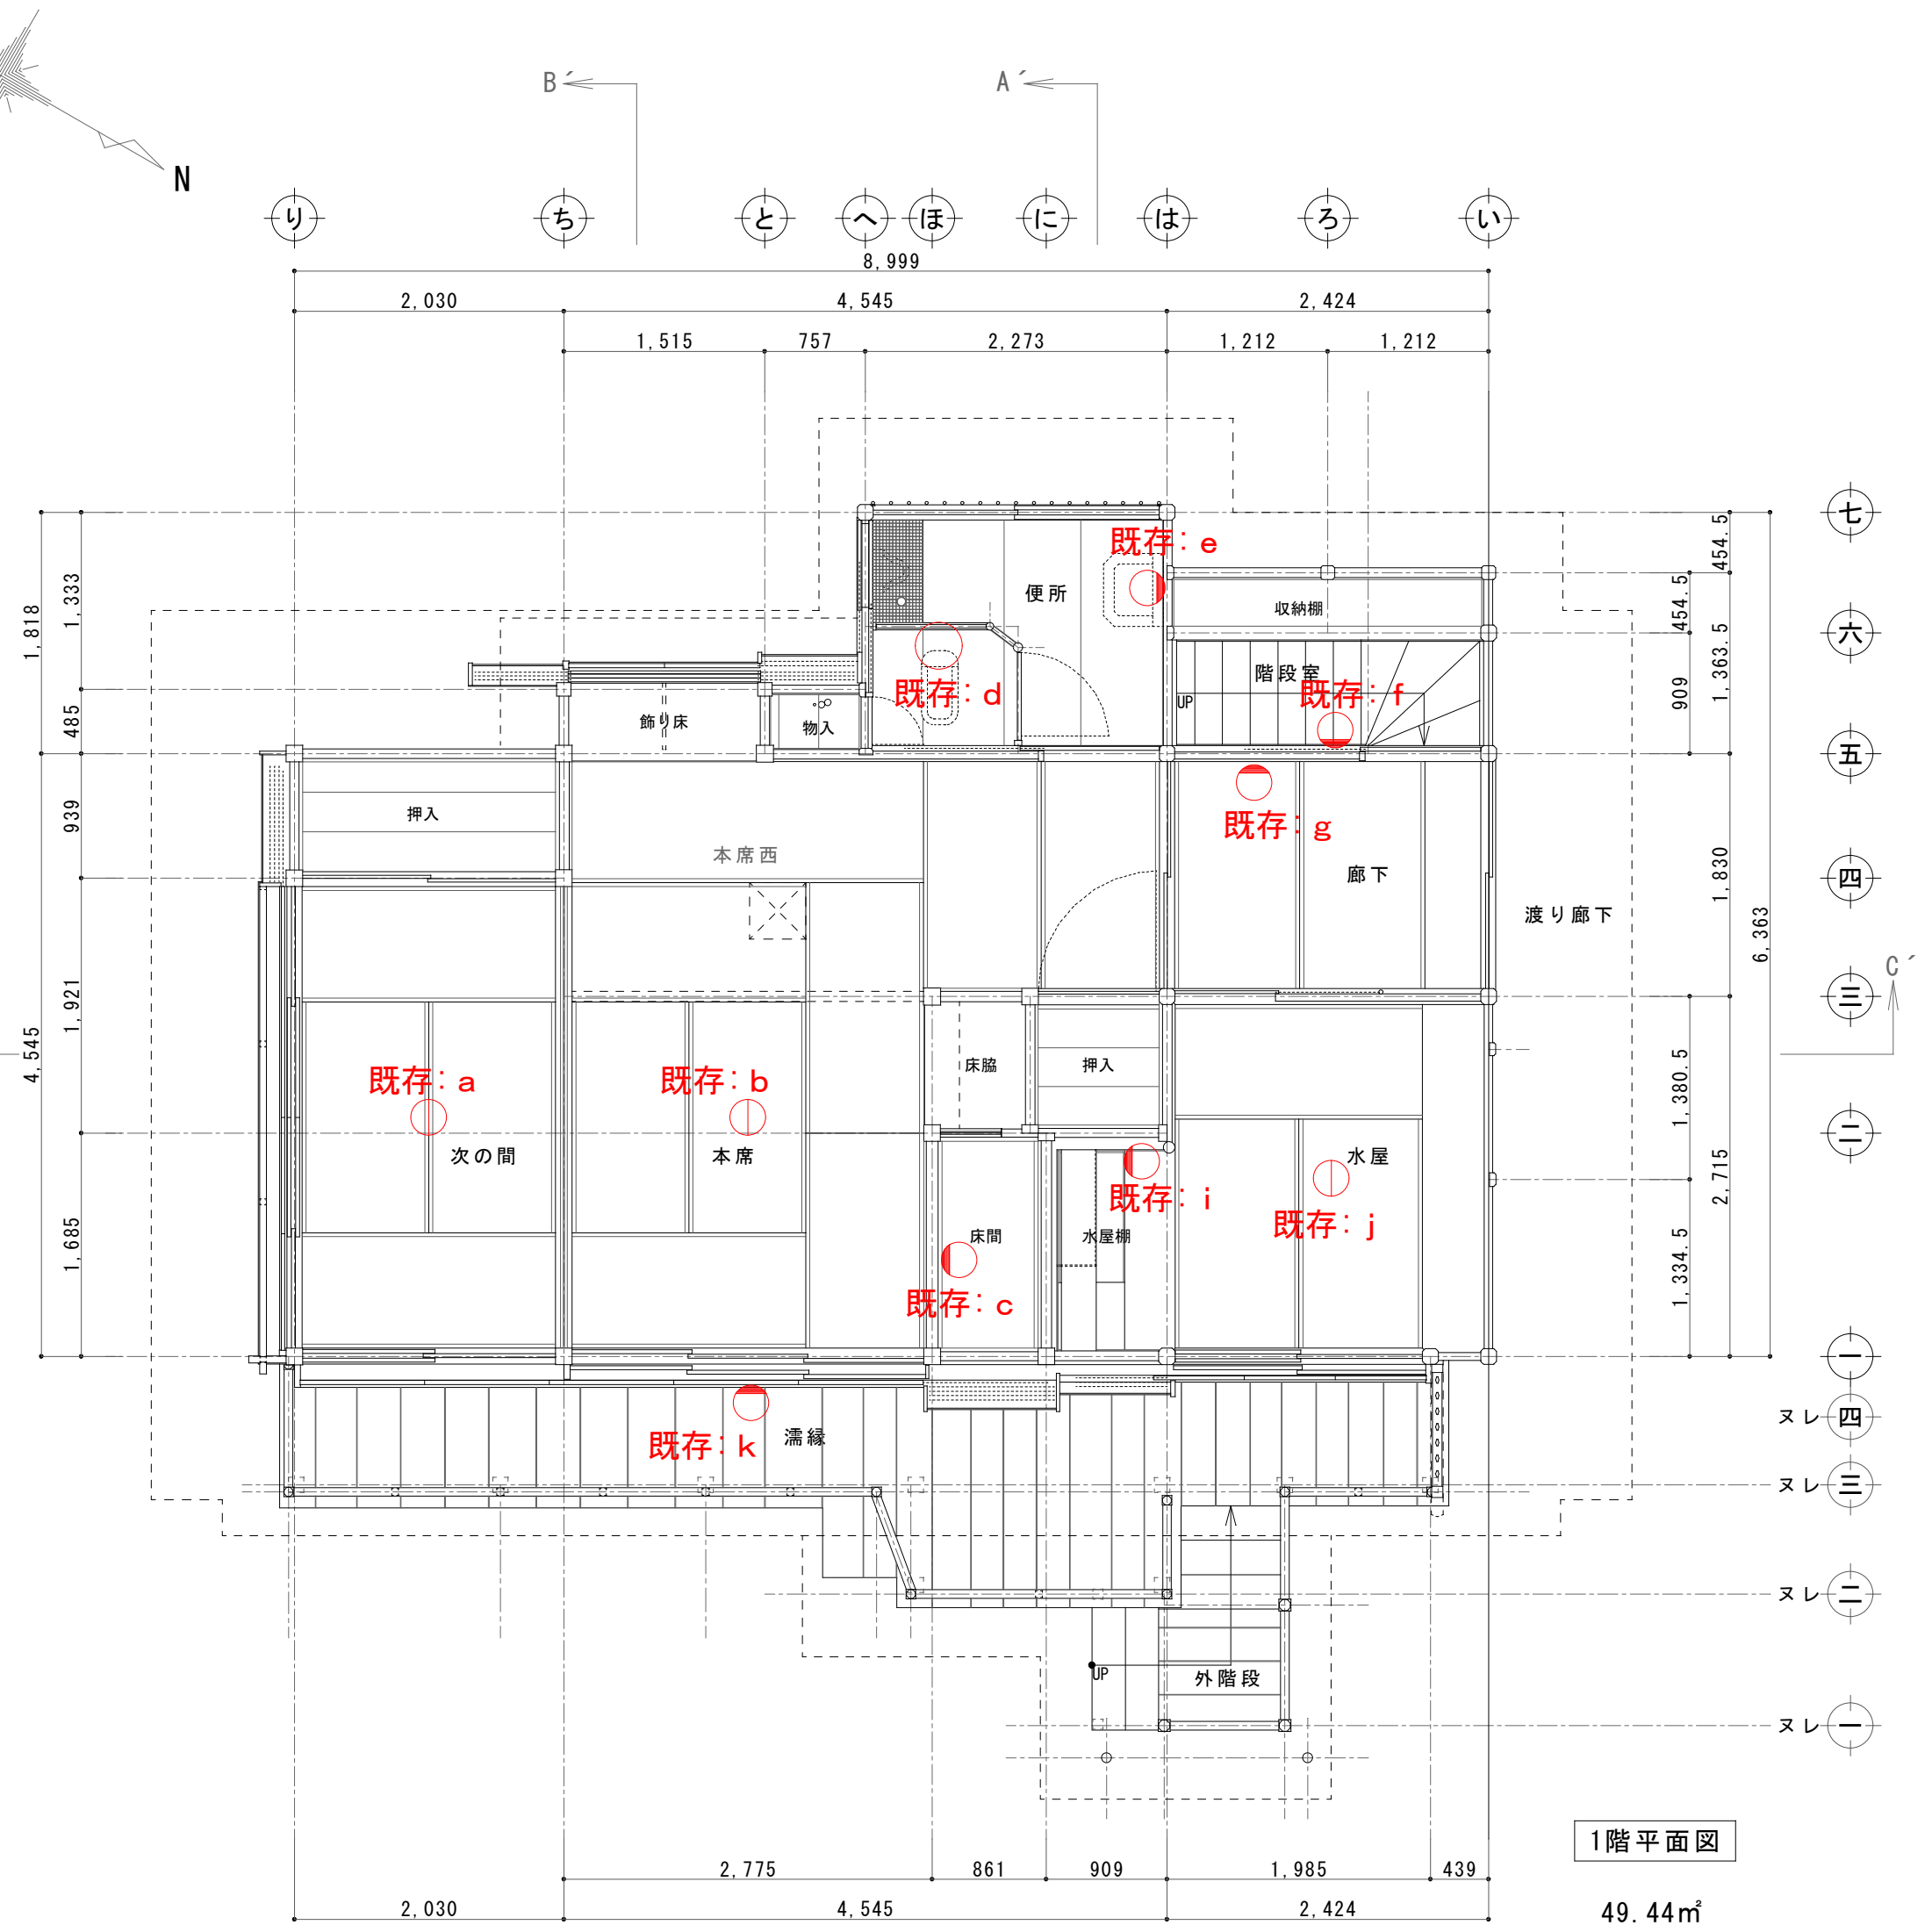 B´
A´
N
り ち と へ ほ に は ろ い
8,999
2,030 4,545 2,424
1,515 757 2,273 1,212 1,212
七
454.5
既存:e
1,333
便所
454.5
収納棚
1,818
六
1,363.5
階段室
909
既存:d
既存:f
UP
485
飾り床
物入
五
939
押入
既存:g
本席西
1,830
廊下
四
渡り廊下
6,363
C´
1,921
三
4,545
床脇
押入
1,380.5
既存:a
既存:b
二
次の間
本席
水屋
2,715
既存:i
1,685
床間
水屋棚
既存:j
1,334.5
既存:c
一
ヌレ 四
既存:k
濡縁
ヌレ 三
ヌレ 二
UP
外階段
ヌレ 一
1階平面図
2,775 861 909 1,985 439
2,030 4,545 2,424
49.44㎡